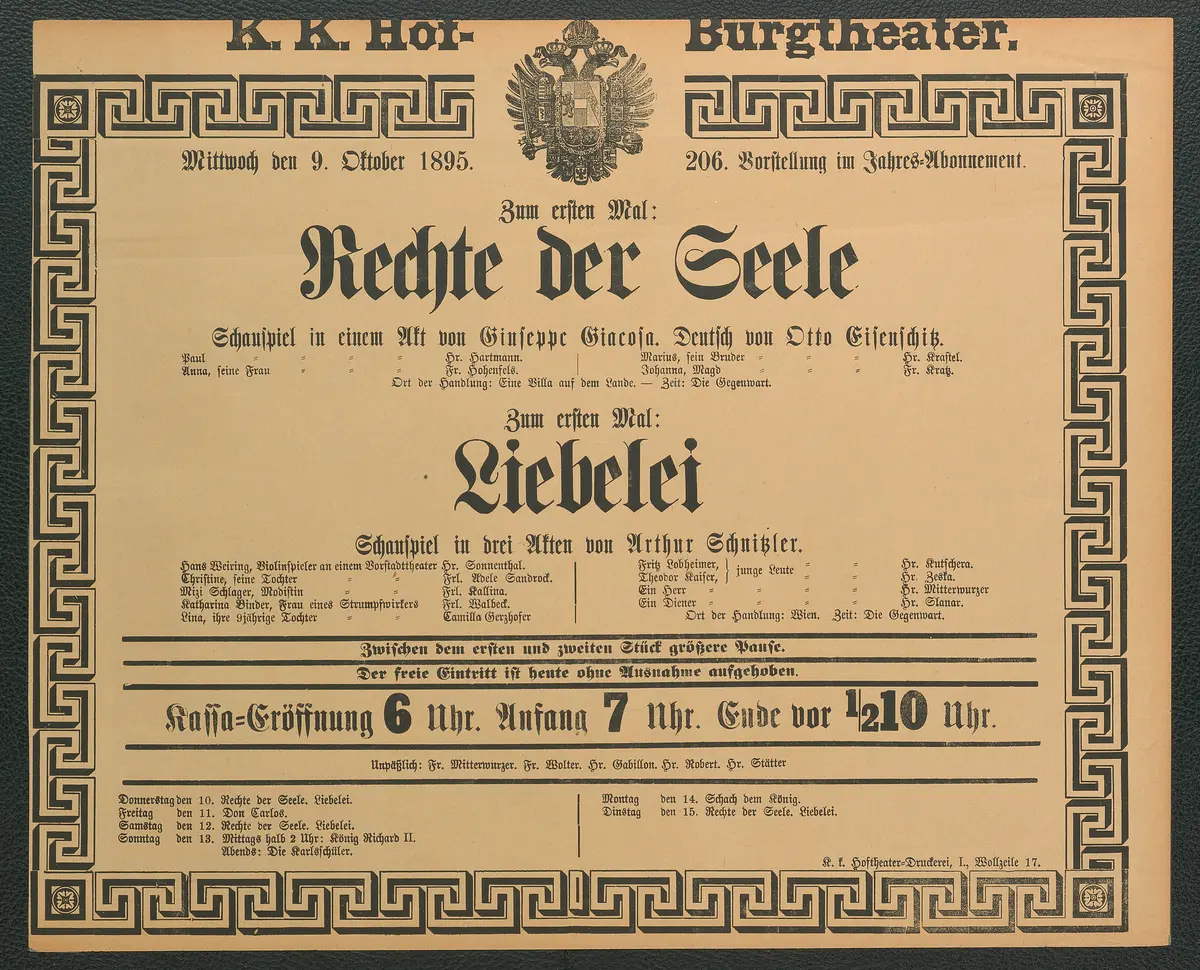 K. K. Hof-Burgtheater.
Mittwoch den 9. Oktober 1895.
206. Vorstellung im Jahres-Abonnement.
Zum ersten Mal:
Rechte der Seele
Schauspiel in einem Akt von Giuseppe Giacosa. Deutsch von Otto Eisenschitz.
Paul Hr. Hartmann.
Anna, seine Frau Fr. Hohenfels.
Marius, sein Bruder Hr. Krastel.
Johanna, Magd Fr. Kratz.
Ort der Handlung: Eine Villa auf dem Lande. — Zeit: Die Gegenwart.
Zum ersten Mal:
Liebelei
Schauspiel in drei Akten von Arthur Schnitzler.
Hans Weiring, Violinspieler an einem Vorstadttheater Hr. Sonnenthal.
Christine, seine Tochter Frl. Adele Sandrock.
Mizi Schlager, Modistin Frl. Kallina.
Katharina Binder, Frau eines Strumpfwirkers Frl. Walbeck.
Lina, ihre 9jährige Tochter Camilla Gerzhofer
Fritz Lobheimer, } junge Leute Hr. Kutschera.
Theodor Kaiser, Hr. Zeska.
Ein Herr Hr. Mitterwurzer
Ein Diener Hr. Slanar.
Ort der Handlung: Wien. Zeit: Die Gegenwart.
Zwischen dem ersten und zweiten Stück größere Pause.
Der freie Eintritt ist heute ohne Ausnahme aufgehoben.
Kassa-Eröffnung 6 Uhr. Anfang 7 Uhr. Ende vor ½10 Uhr.
Unpäßlich: Fr. Mitterwurzer. Fr. Wolter. Hr. Gabillon. Hr. Robert. Hr. Stätter
Donnerstag den 10. Rechte der Seele. Liebelei.
Freitag den 11. Don Carlos.
Samstag den 12. Rechte der Seele. Liebelei.
Sonntag den 13. Mittags halb 2 Uhr: König Richard II.
Abends: Die Karlsschüler.
Montag den 14. Schach dem König.
Dinstag den 15. Rechte der Seele. Liebelei.
K. k. Hoftheater-Druckerei, I., Wollzeile 17.